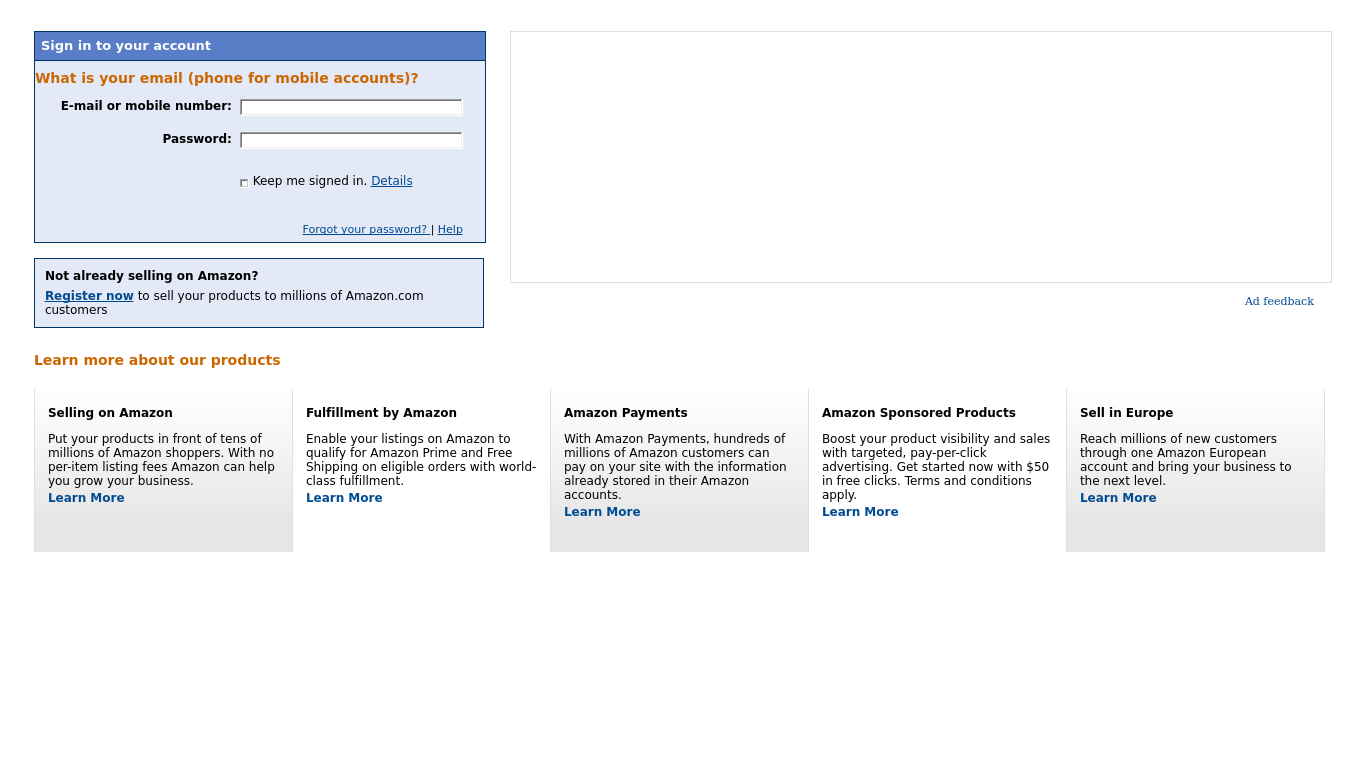 Sign in to your account
What is your email (phone for mobile accounts)?
E-mail or mobile number:
Password:
Keep me signed in. Details
Forgot your password? | Help
Not already selling on Amazon?
Register now to sell your products to millions of Amazon.com
customers
Ad feedback
Learn more about our products
Selling on Amazon
Put your products in front of tens of
millions of Amazon shoppers. With no
per-item listing fees Amazon can help
you grow your business.
Learn More
Fulfillment by Amazon
Enable your listings on Amazon to
qualify for Amazon Prime and Free
Shipping on eligible orders with world-
class fulfillment.
Learn More
Amazon Payments
With Amazon Payments, hundreds of
millions of Amazon customers can
pay on your site with the information
already stored in their Amazon
accounts.
Learn More
Amazon Sponsored Products
Boost your product visibility and sales
with targeted, pay-per-click
advertising. Get started now with $50
in free clicks. Terms and conditions
apply.
Learn More
Sell in Europe
Reach millions of new customers
through one Amazon European
account and bring your business to
the next level.
Learn More